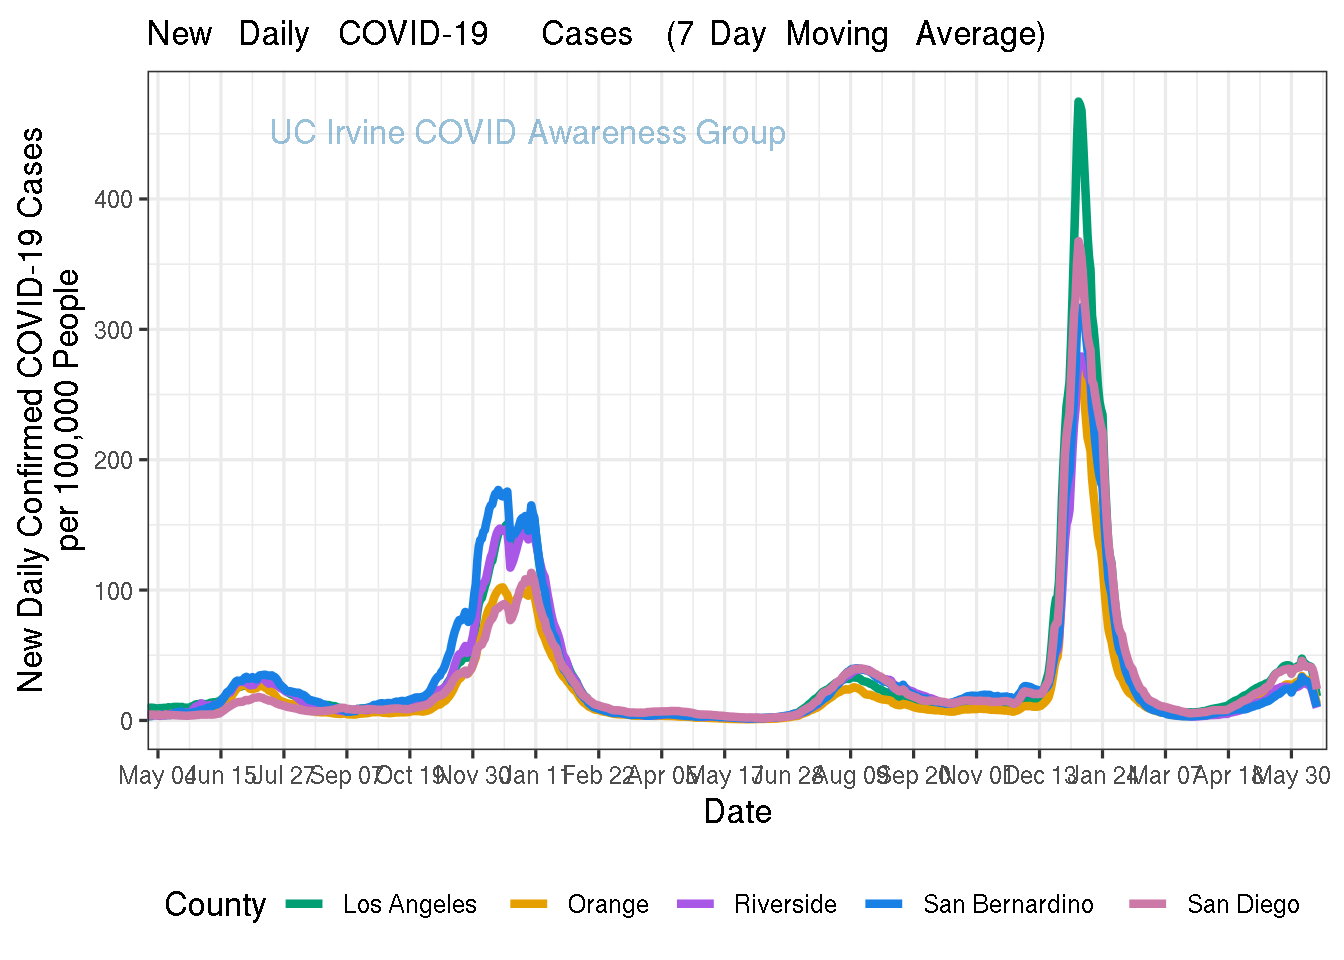 New Daily COVID-19 Cases (7 Day Moving Average)
UC Irvine COVID Awareness Group
New Daily Confirmed COVID-19 Cases
per 100,000 People
400
300
200
100
0
May 04 Jun 15 Jul 27 Sep 07 Oct 19 Nov 30 Jan 11 Feb 22 Apr 05 May 17 Jun 28 Aug 09 Sep 20 Nov 01 Dec 13 Jan 24 Mar 07 Apr 18 May 30
Date
County Los Angeles Orange Riverside San Bernardino San Diego